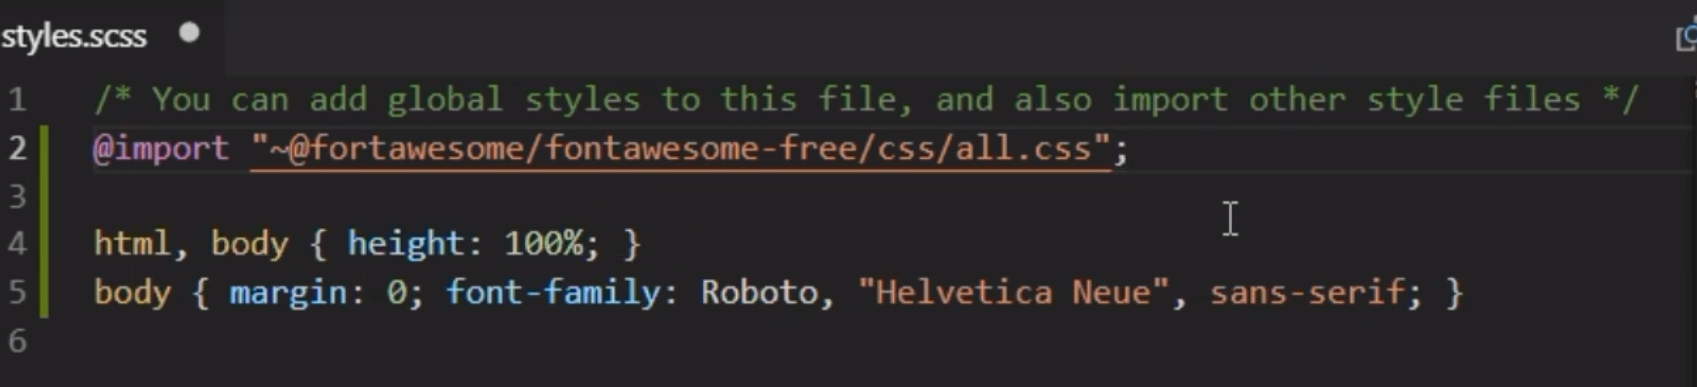 styles.scss
1 /* You can add global styles to this file, and also import other style files */
2 @import "~@fortawesome/fontawesome-free/css/all.css";
3
4 html, body { height: 100%; }
5 body { margin: 0; font-family: Roboto, "Helvetica Neue", sans-serif; }
6